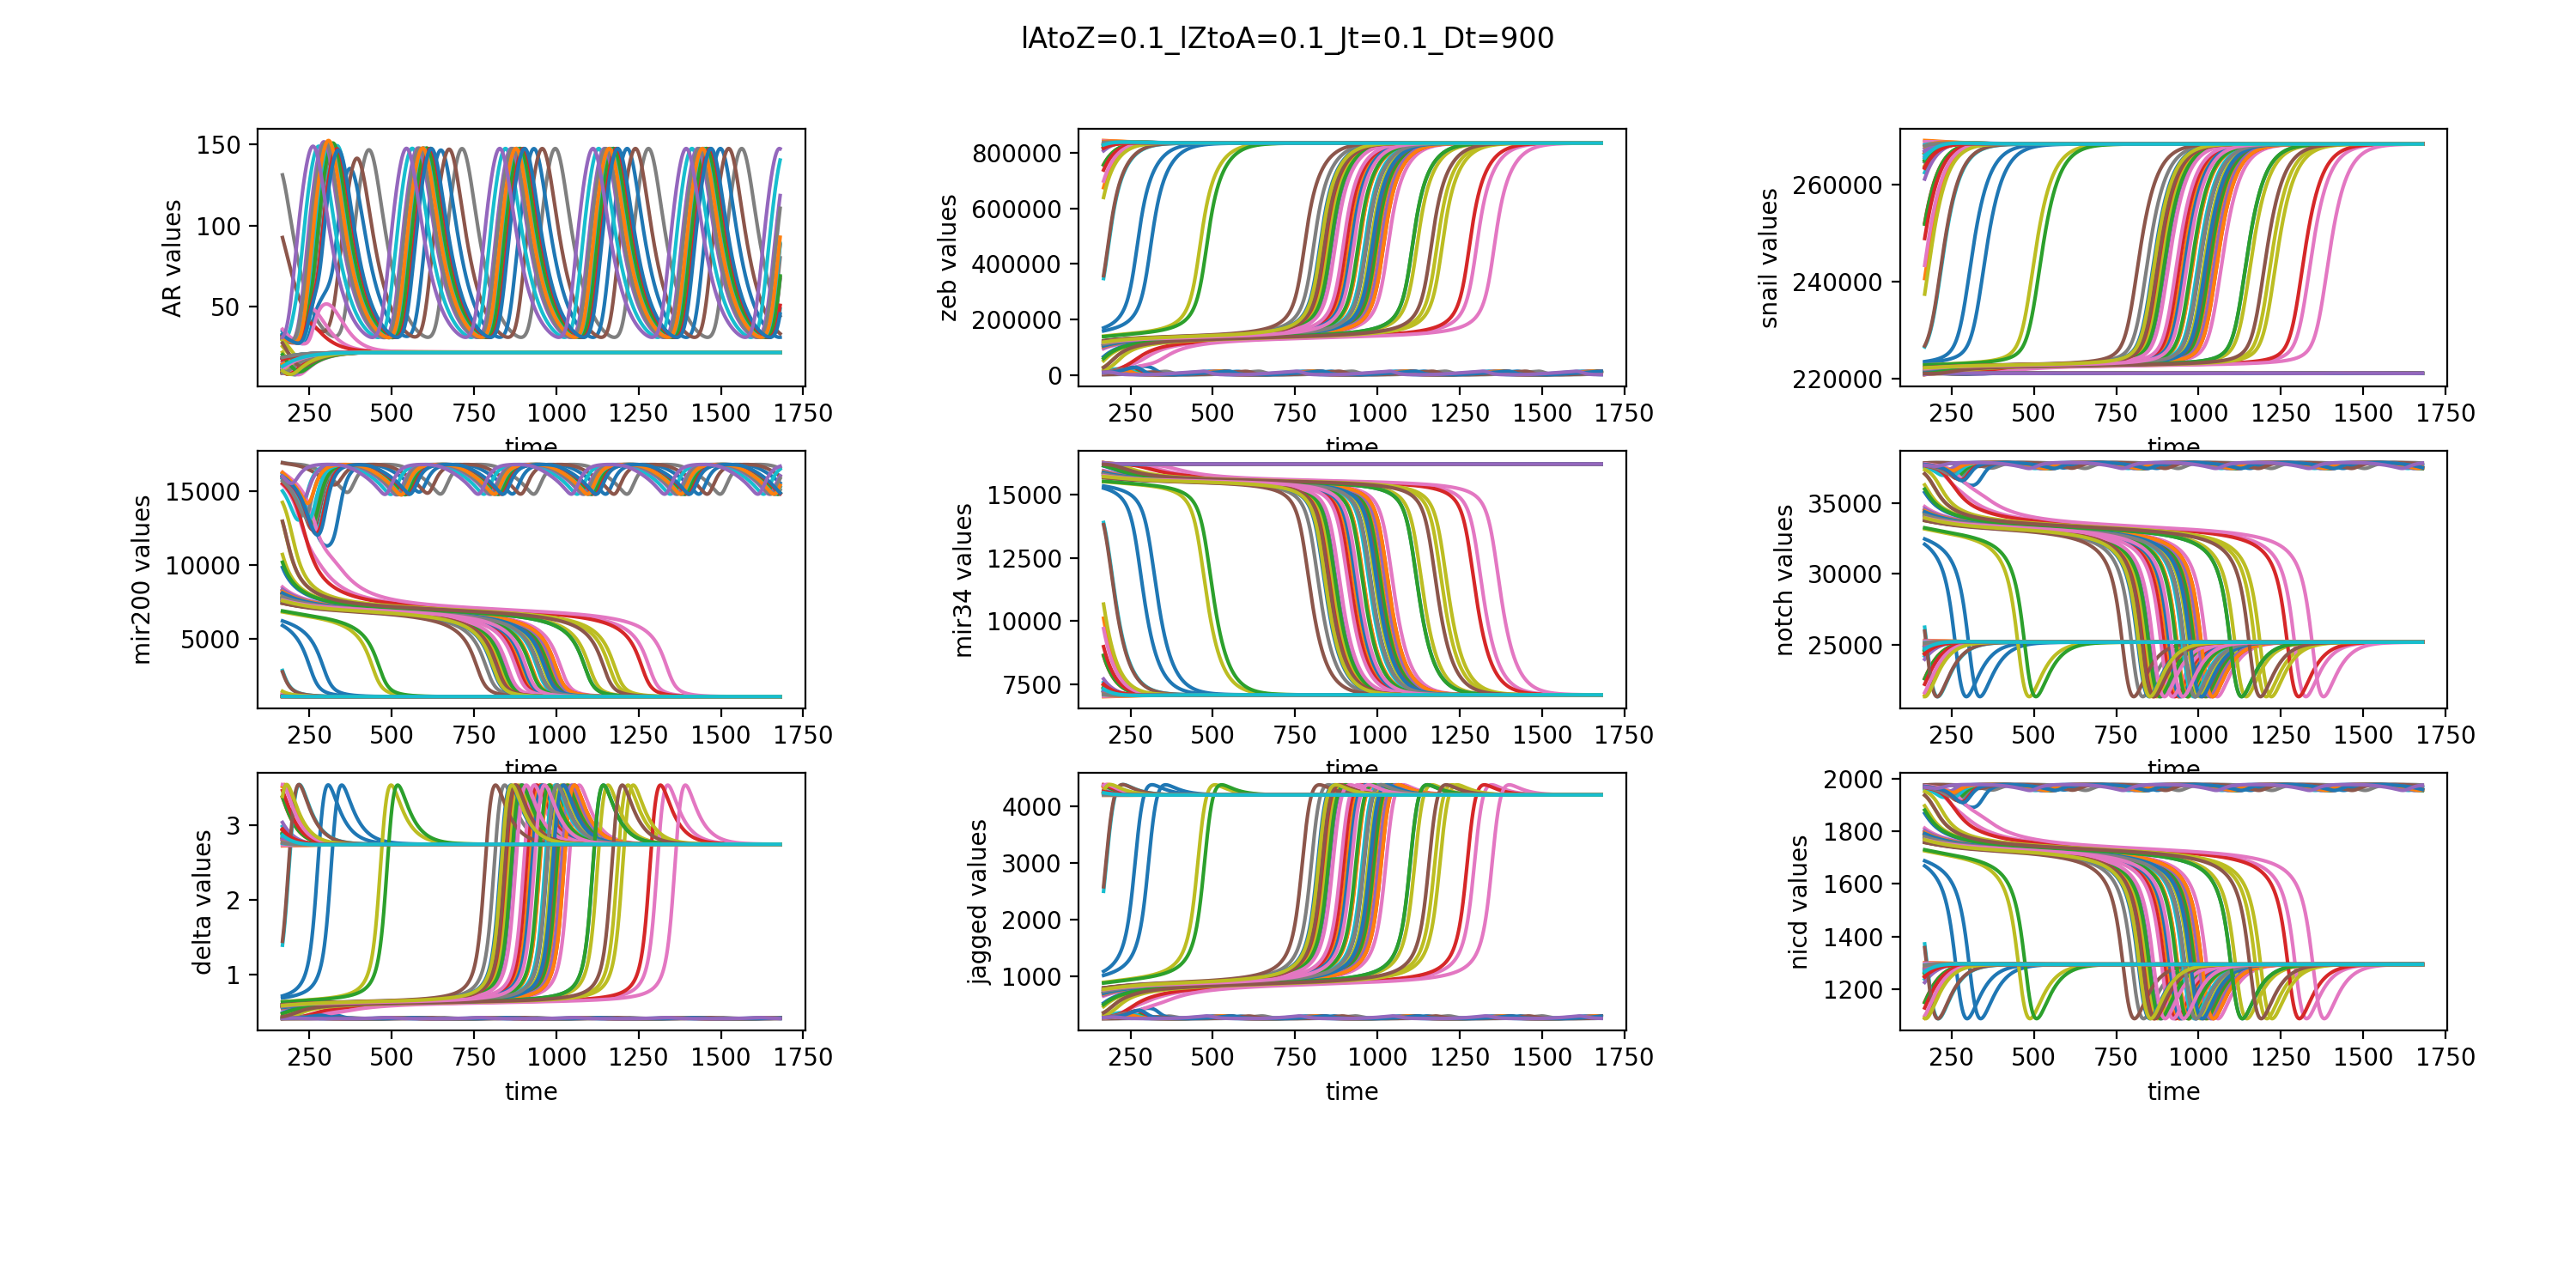 lAtoZ=0.1_lZtoA=0.1_Jt=0.1_Dt=900
AR values
150
100
50
250 500 750 1000 1250 1500 1750
time
zeb values
800000
600000
400000
200000
0
250 500 750 1000 1250 1500 1750
time
snail values
260000
240000
220000
250 500 750 1000 1250 1500 1750
time
mir200 values
15000
10000
5000
250 500 750 1000 1250 1500 1750
time
mir34 values
15000
12500
10000
7500
250 500 750 1000 1250 1500 1750
time
notch values
35000
30000
25000
250 500 750 1000 1250 1500 1750
time
delta values
3
2
1
250 500 750 1000 1250 1500 1750
time
jagged values
4000
3000
2000
1000
250 500 750 1000 1250 1500 1750
time
nicd values
2000
1800
1600
1400
1200
250 500 750 1000 1250 1500 1750
time